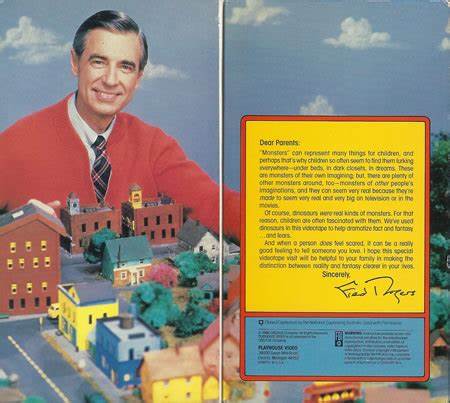 Dear Parents:
"Monsters" can represent many things for children, and
perhaps that's why children so often seem to find them lurking
everywhere—under beds, in dark closets, in dreams. These
are monsters of their own imagining; but, there are plenty of
other monsters around, too—monsters of other people's
imaginations, and they can seem very real because they're
made to seem very real and very big on television or in the
movies.
Of course, dinosaurs were real kinds of monsters. For that
reason, children are often fascinated with them. We've used
dinosaurs in this videotape to help dramatize fact and fantasy
...and fears.
And when a person does feel scared, it can be a really
good feeling to tell someone you love. I hope this special
videotape visit will be helpful to your family in making the
distinction between reality and fantasy clearer in your lives.
Sincerely,
Fred Rogers
PLAYHOUSE VIDEO
WARNING